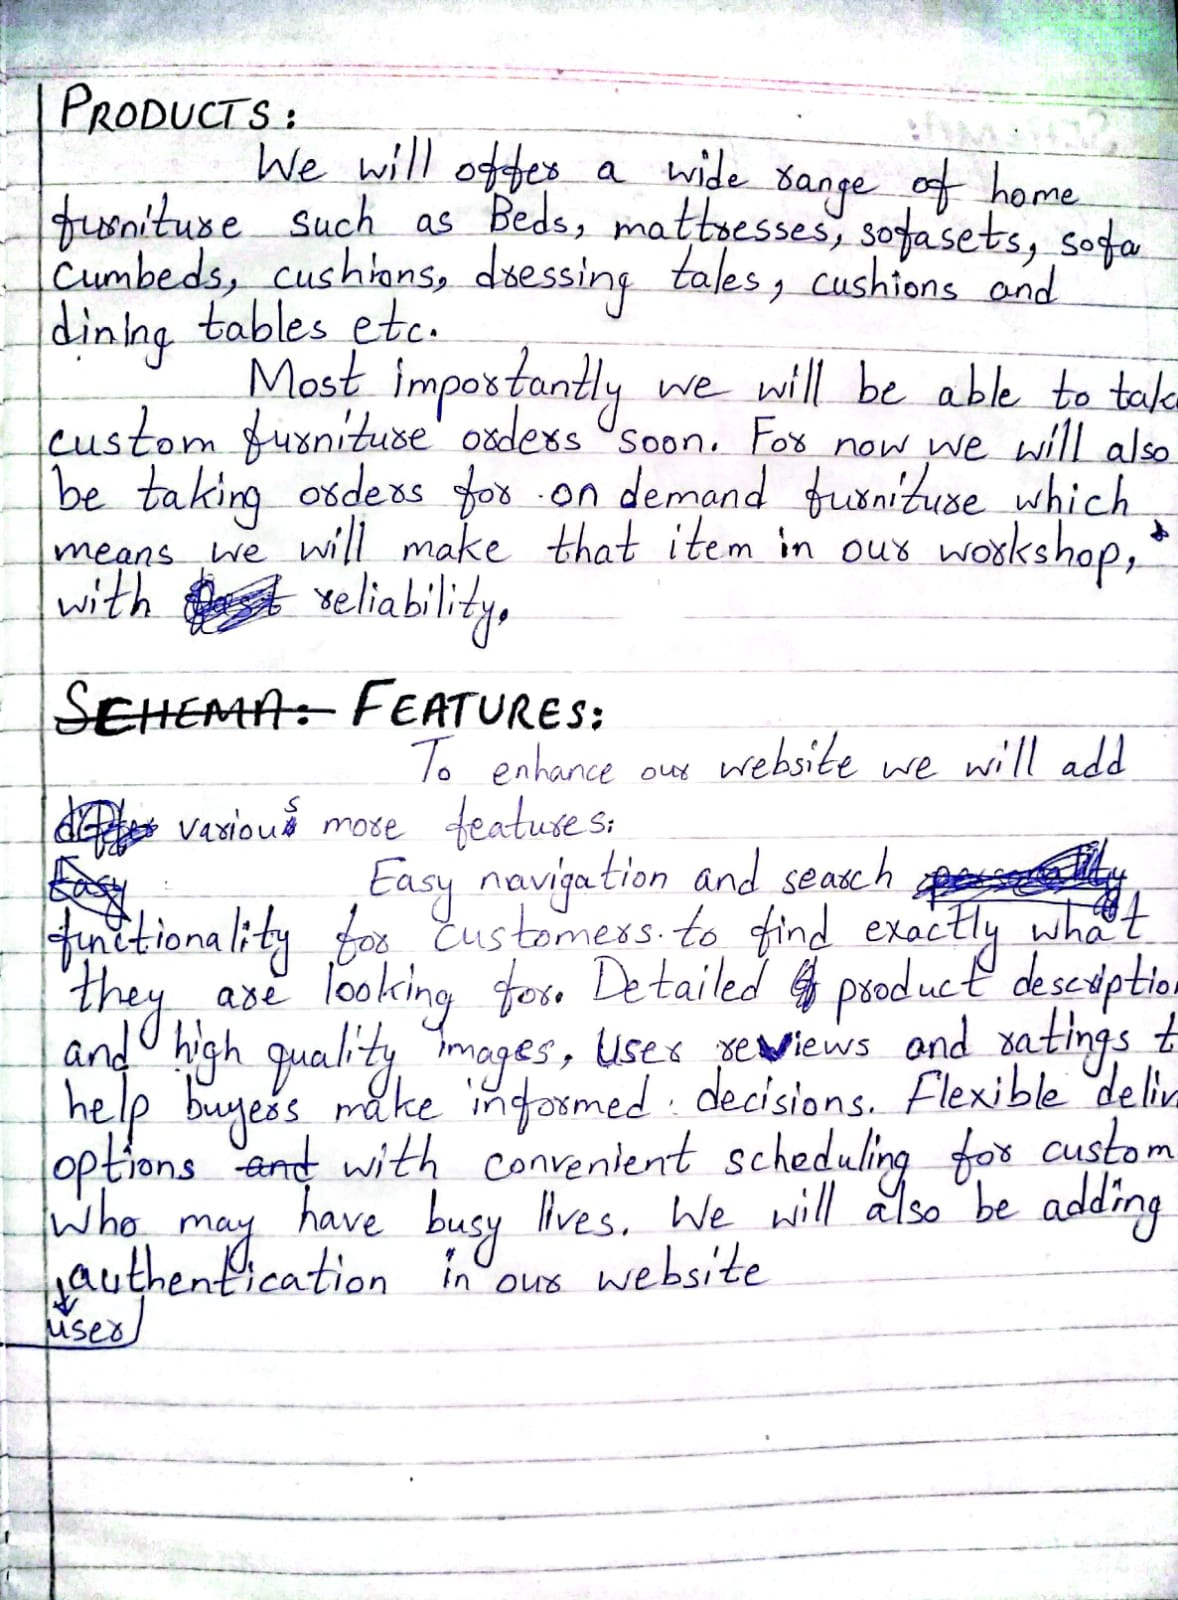 PRODUCTS:
We will offer a wide range of home
furniture such as Beds, mattresses, sofasets, sofa
cumbeds, cushions, dressing tales, cushions and
dining tables etc.
Most importantly we will be able to tak
custom furniture orders soon. For now we will also
be taking orders for on demand furniture which
means we will make that item in our workshop,
with reliability.
SCHEMA: FEATURES:
To enhance our website we will add
various more features:
Easy
Easy navigation and search
functionality for customers to find exactly what
they are looking for. Detailed product descriptio
and high quality images, User reviews and ratings t
help buyers make informed decisions. Flexible deliv
options and with convenient scheduling for custom
who may have busy lives. We will also be adding
authentication in our website
user